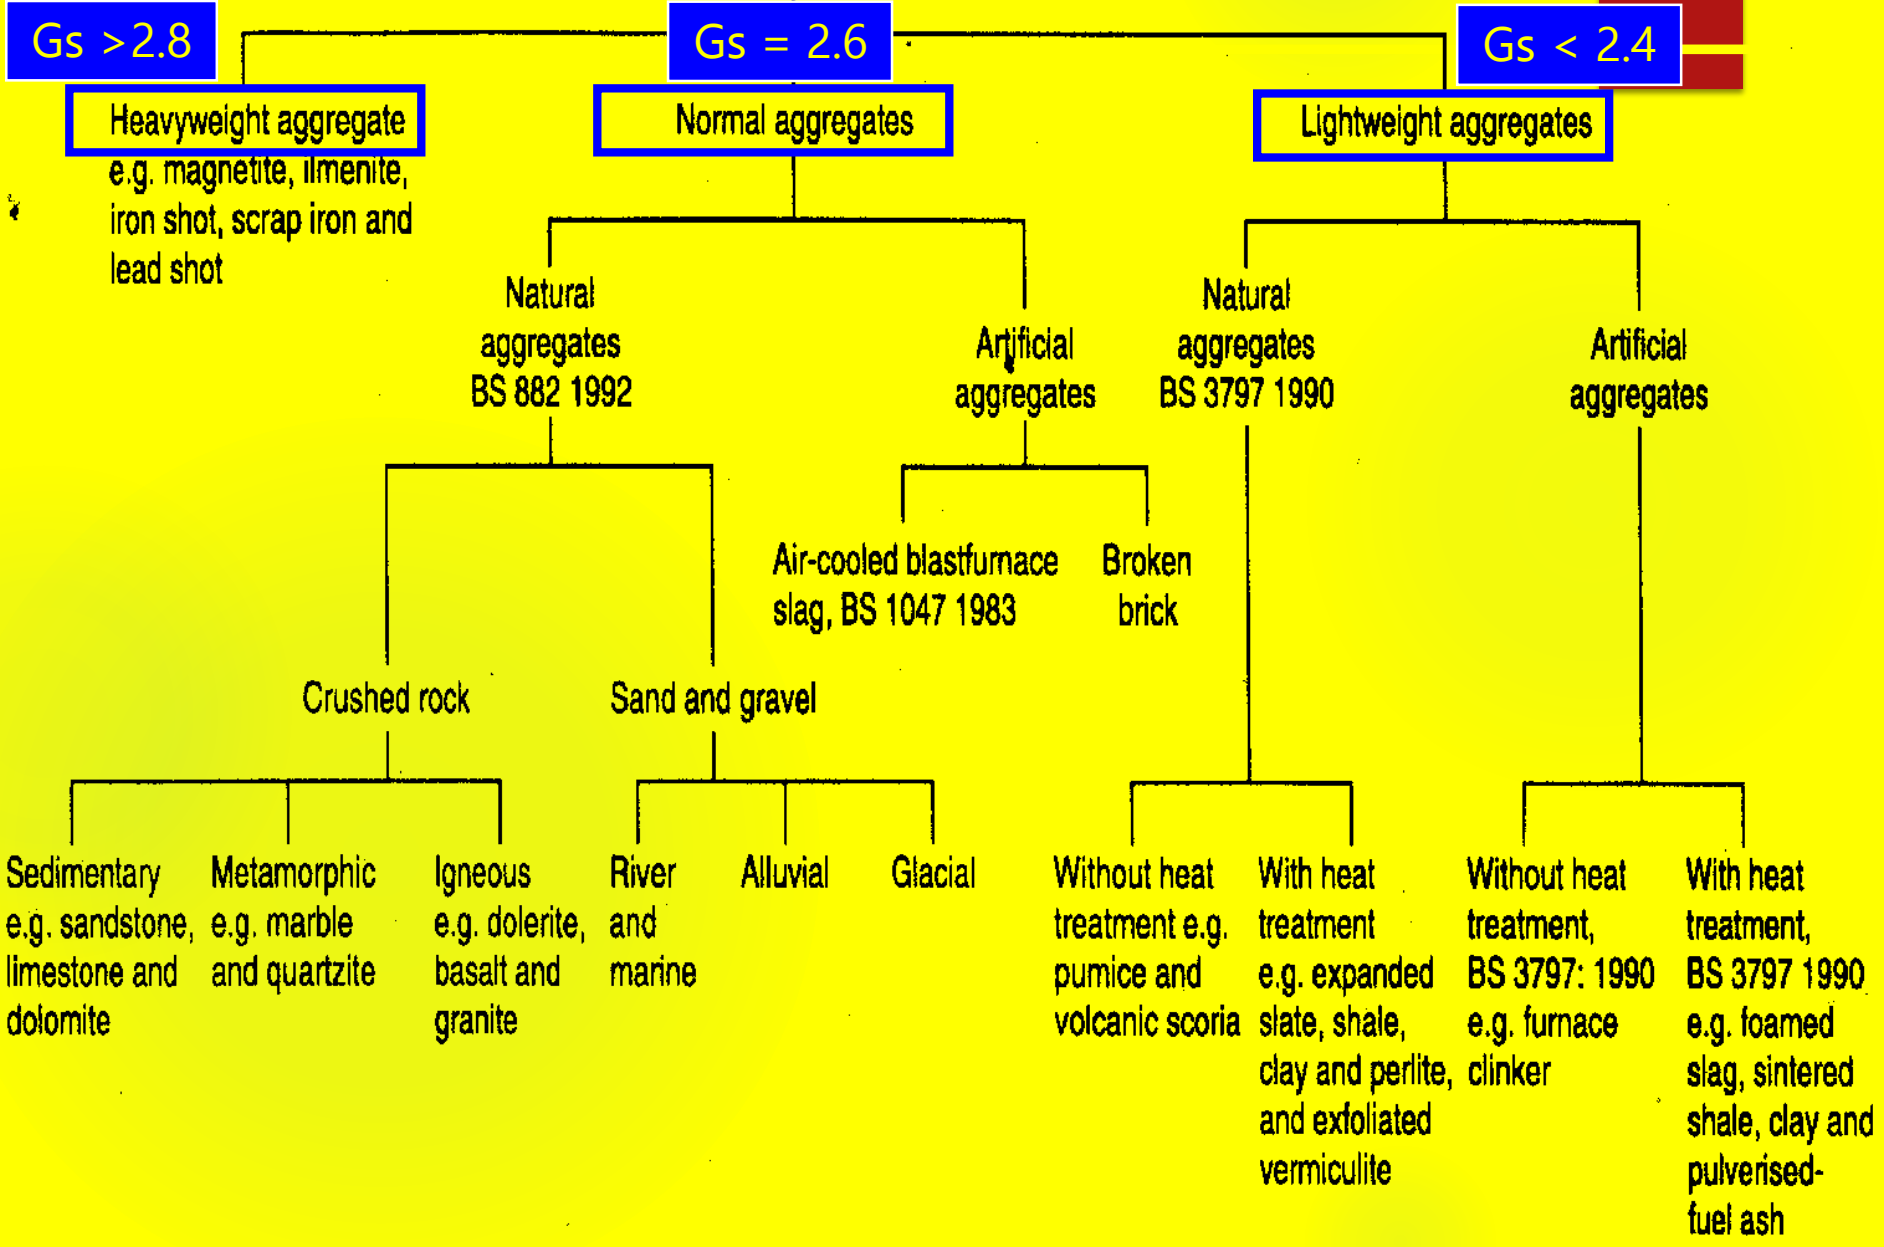 Gs >2.8
Gs = 2.6
Gs < 2.4
Heavyweight aggregate
e.g. magnetite, ilmenite,
iron shot, scrap iron and
lead shot
Normal aggregates
Lightweight aggregates
Natural
aggregates
BS 882 1992
Artificial
aggregates
Natural
aggregates
BS 3797 1990
Artificial
aggregates
Air-cooled blastfurnace
slag, BS 1047 1983
Broken
brick
Crushed rock
Sand and gravel
Sedimentary
e.g. sandstone,
limestone and
dolomite
Metamorphic
e.g. marble
and quartzite
Igneous
e.g. dolerite,
basalt and
granite
River
and
marine
Alluvial
Glacial
Without heat
treatment e.g.
pumice and
volcanic scoria
With heat
treatment
e.g. expanded
slate, shale,
clay and perlite,
and exfoliated
vermiculite
Without heat
treatment,
BS 3797: 1990
e.g. furnace
clinker
With heat
treatment,
BS 3797 1990
e.g. foamed
slag, sintered
shale, clay and
pulverised-
fuel ash